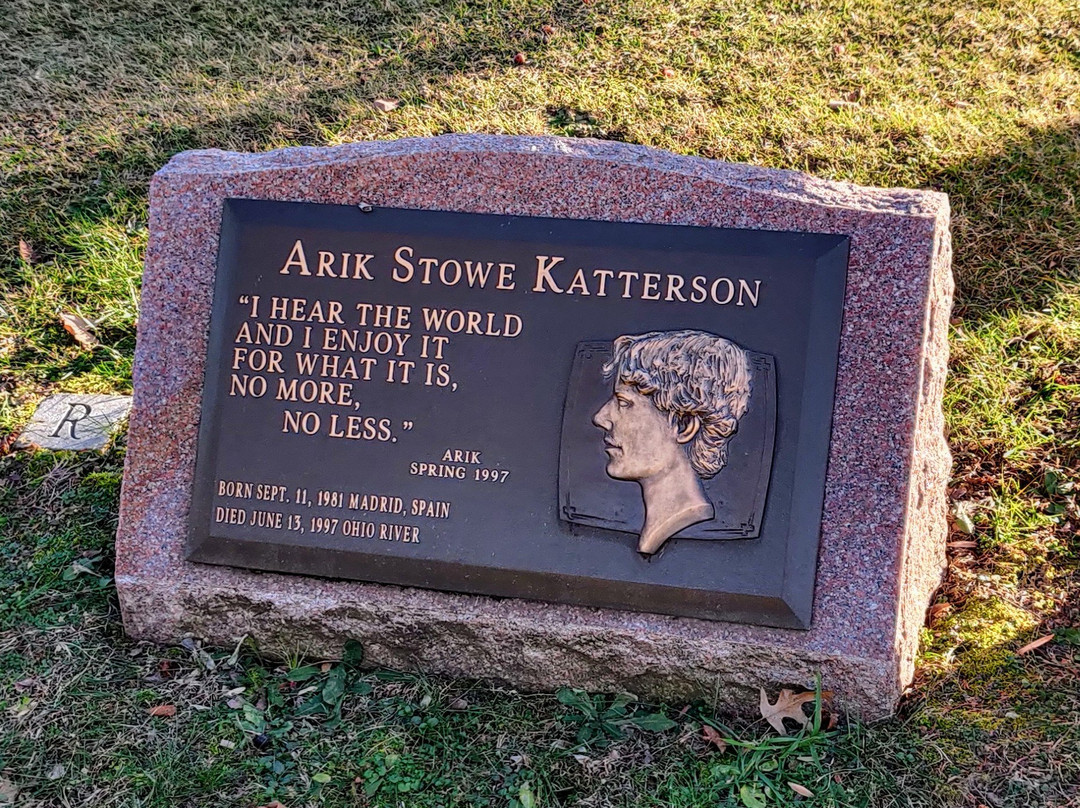 ARIK STOWE KATTERSON
"I HEAR THE WORLD
AND I ENJOY IT
FOR WHAT IT IS,
NO MORE,
NO LESS."
ARIK
SPRING 1997
BORN SEPT. 11, 1981 MADRID, SPAIN
DIED JUNE 13, 1997 OHIO RIVER
R